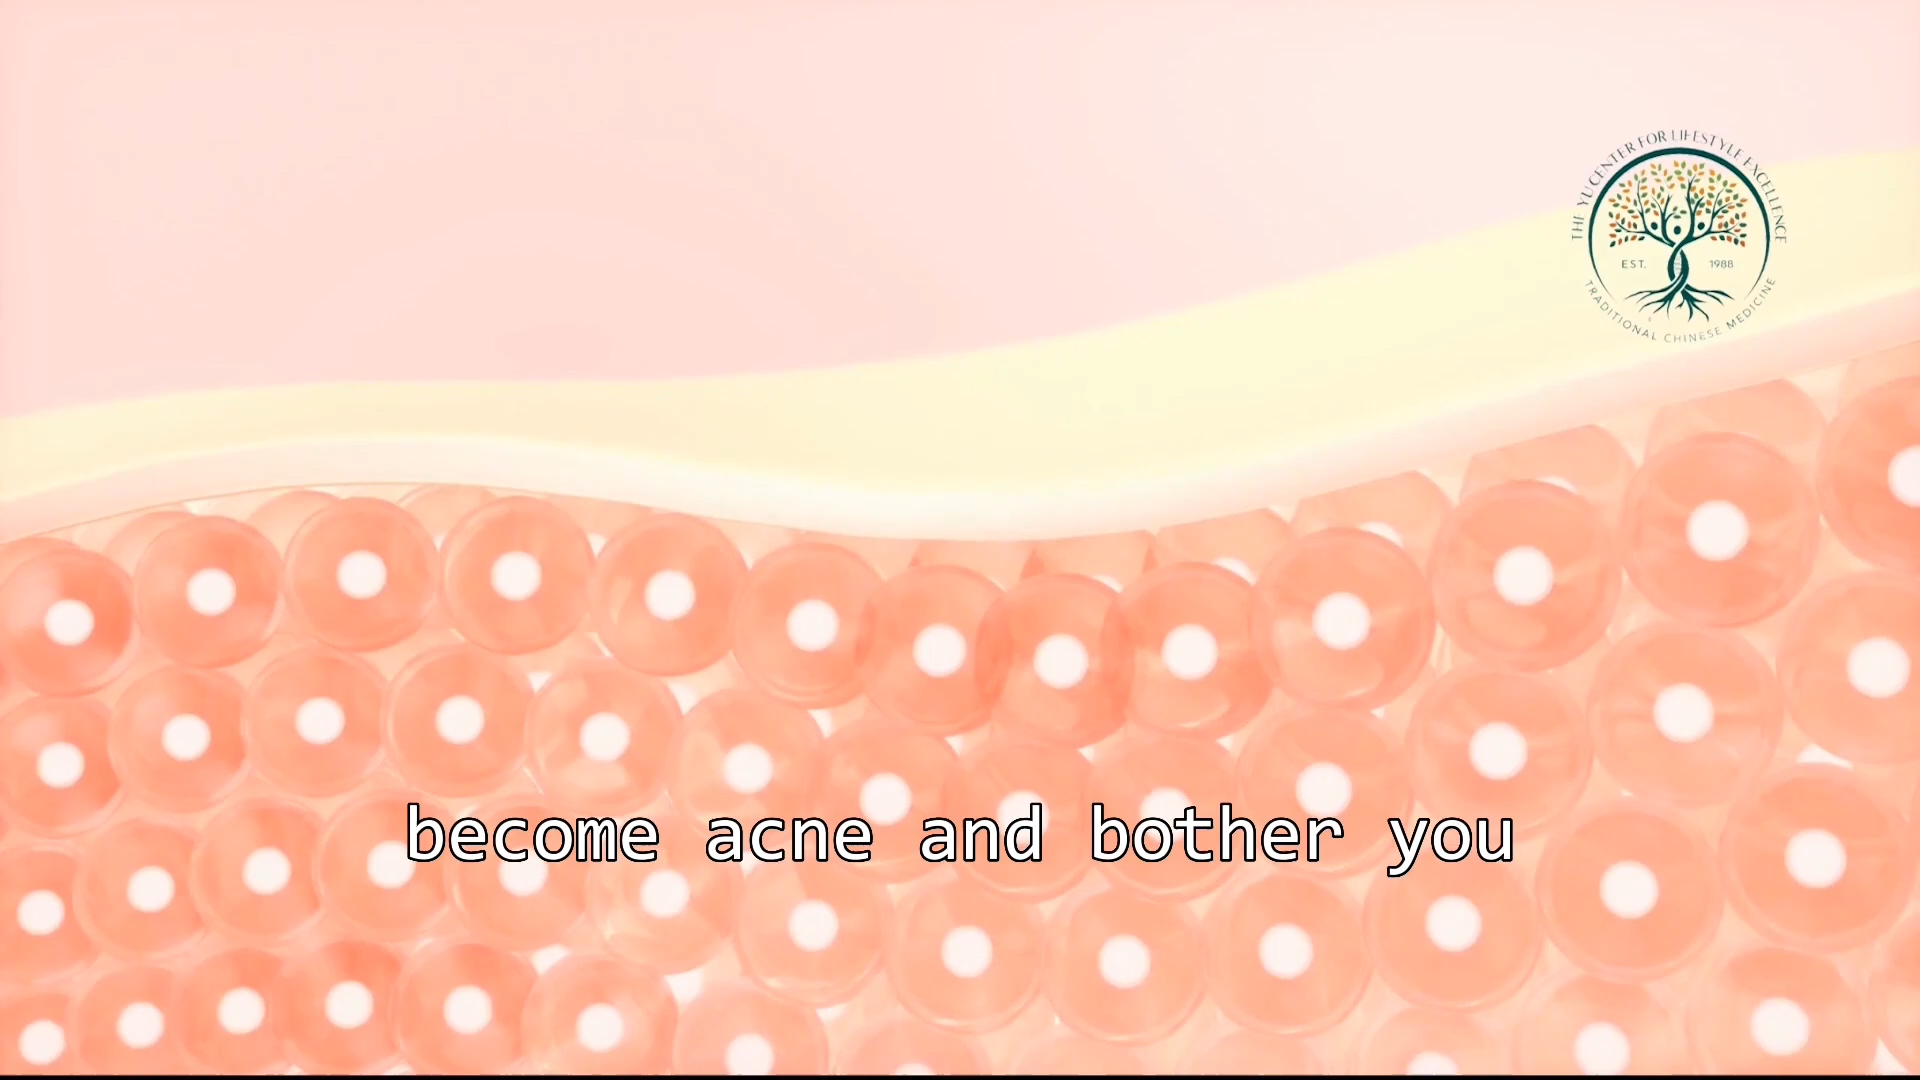 THE YU CENTER FOR LIFESTYLE EXCELLENCE
EST. 1988
TRADITIONAL CHINESE MEDICINE
become acne and bother you